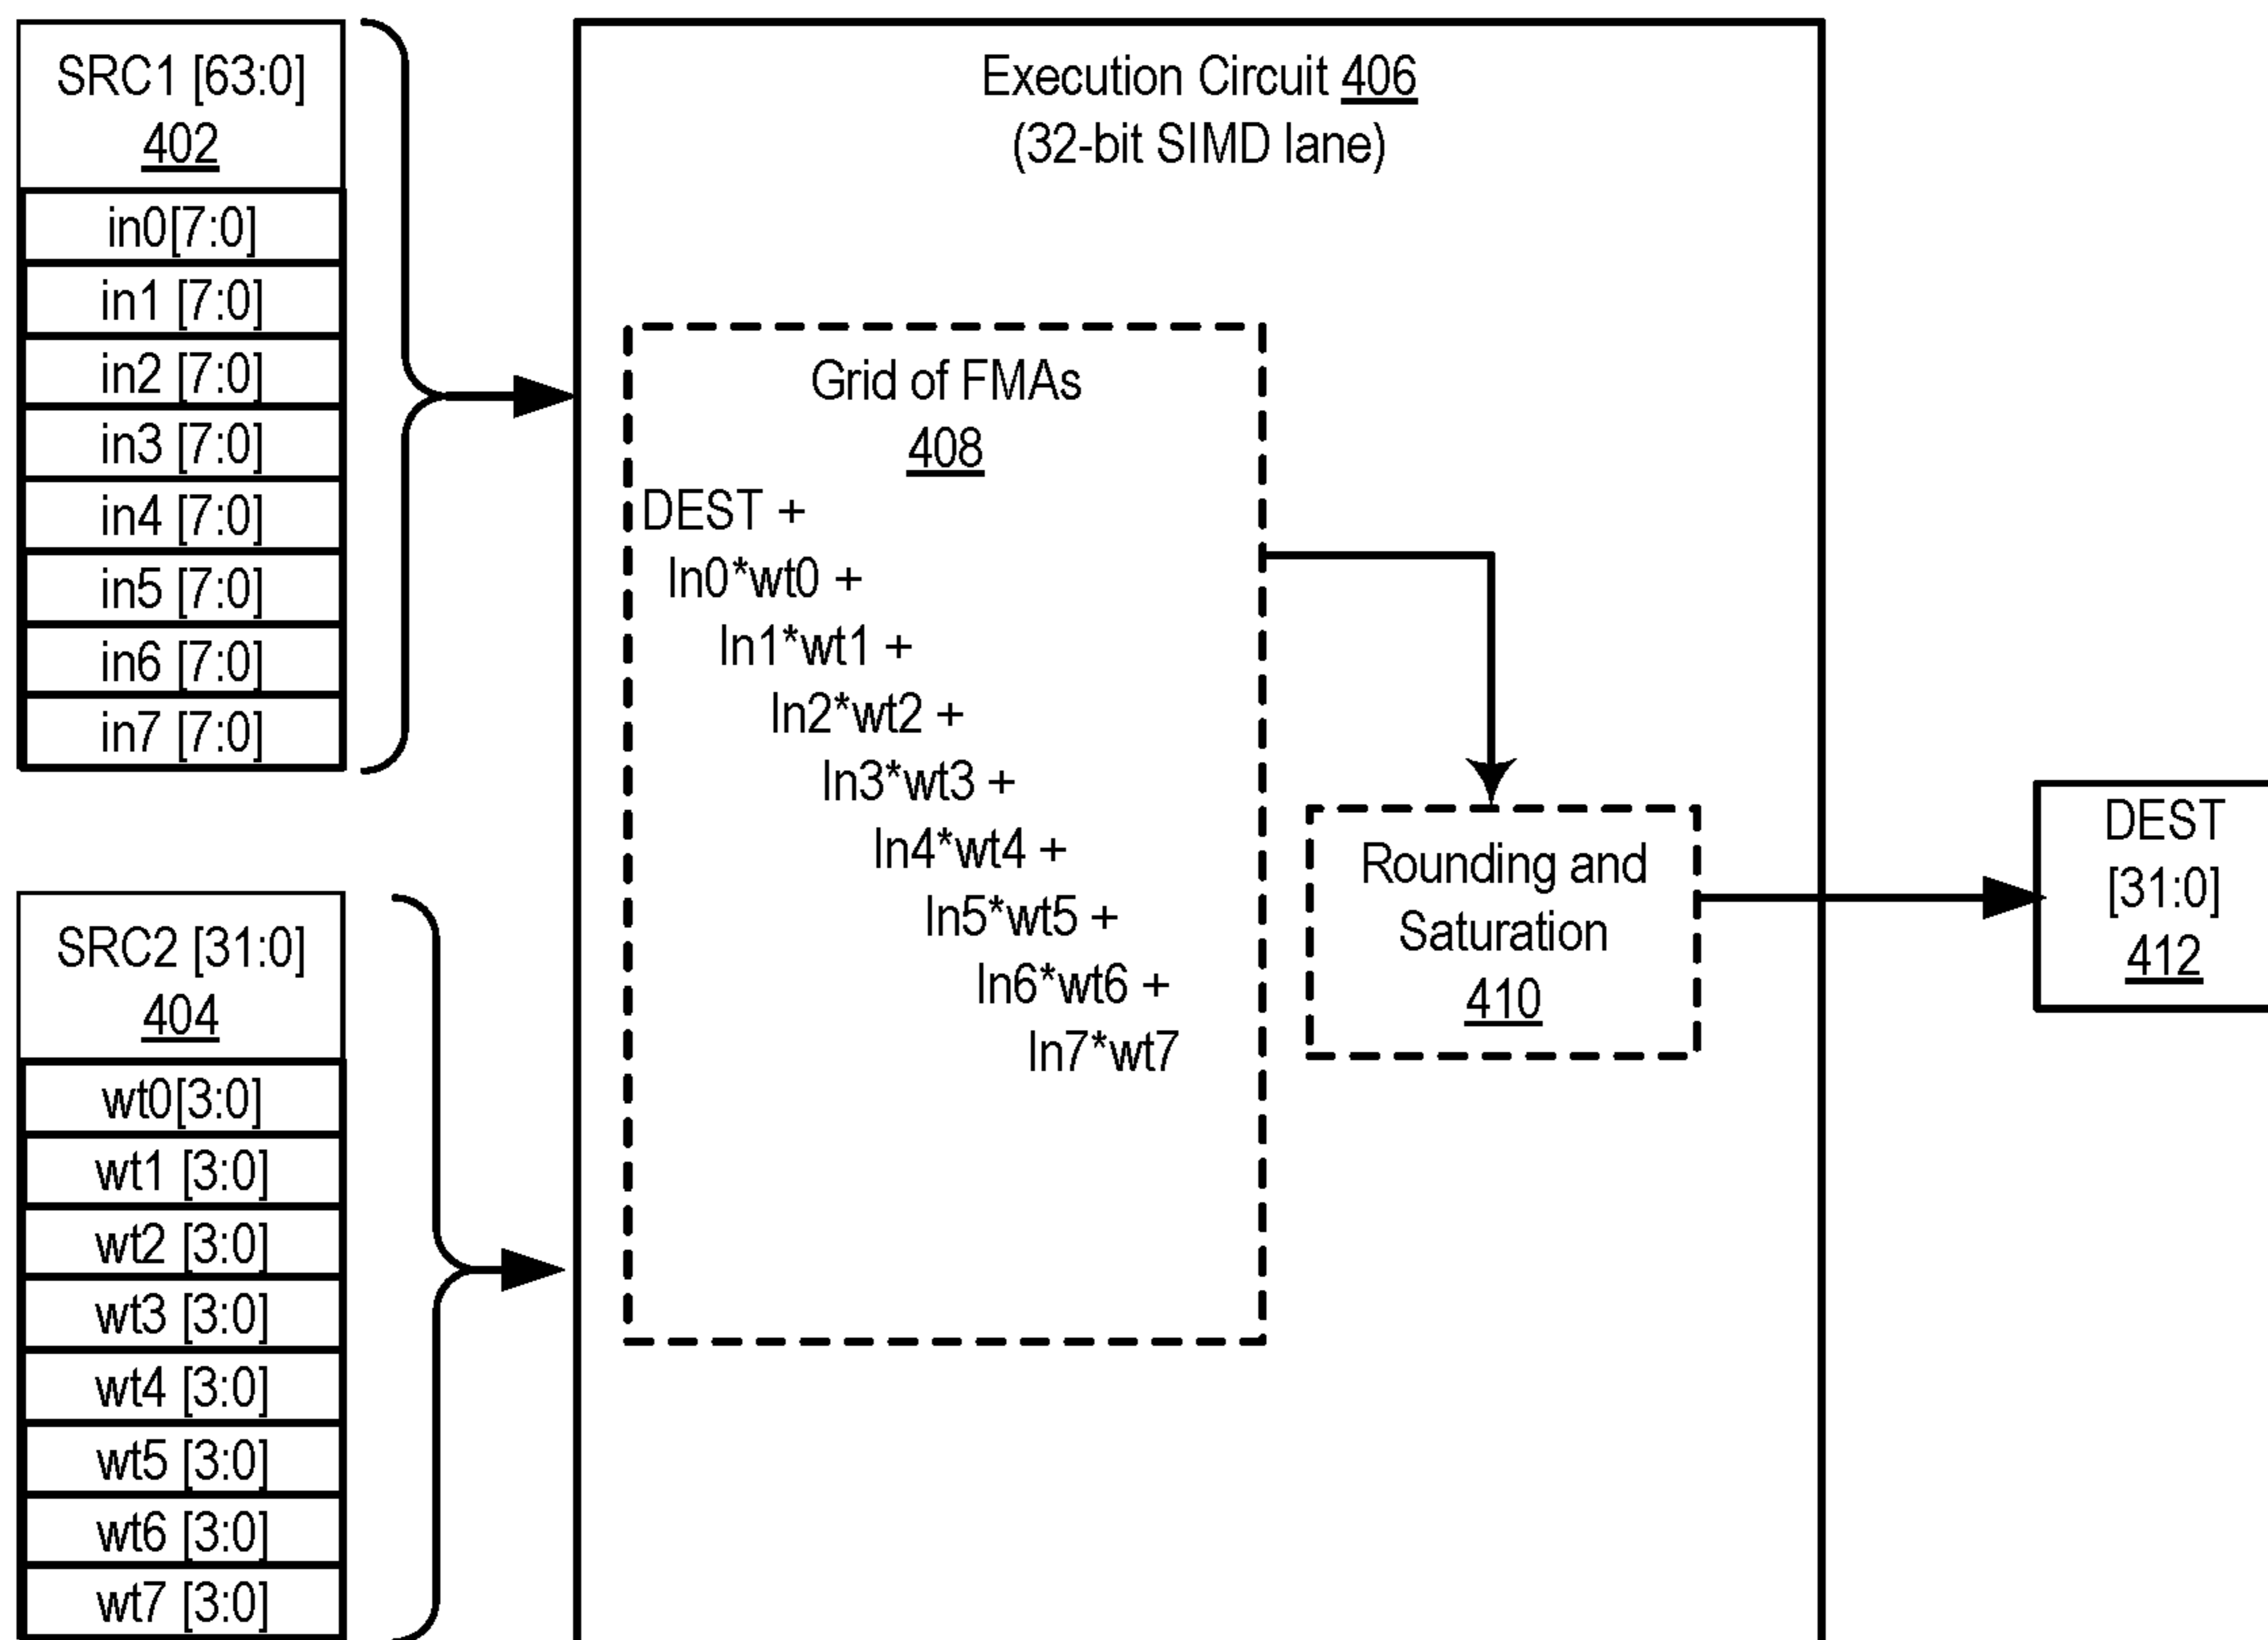 SRC1 [63:0]
402
in0[7:0]
in1 [7:0]
in2 [7:0]
in3 [7:0]
in4 [7:0]
in5 [7:0]
in6 [7:0]
in7 [7:0]
SRC2 [31:0]
404
wt0[3:0]
wt1 [3:0]
wt2 [3:0]
wt3 [3:0]
wt4 [3:0]
wt5 [3:0]
wt6 [3:0]
wt7 [3:0]
Execution Circuit 406
(32-bit SIMD lane)
Grid of FMAs
408
DEST +
In0*wt0 +
In1*wt1 +
In2*wt2 +
In3*wt3 +
In4*wt4 +
In5*wt5 +
In6*wt6 +
In7*wt7
Rounding and
Saturation
410
DEST
[31:0]
412